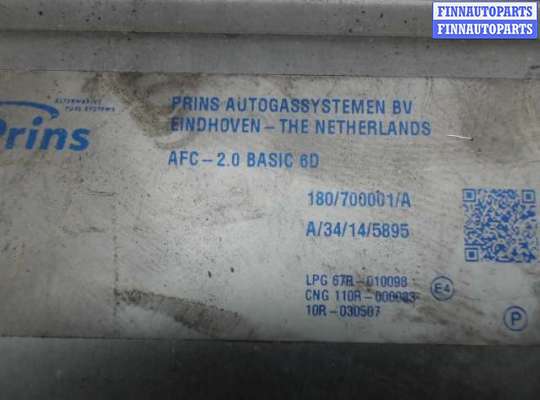 FINNAUTOPARTS
FINNAUTOPARTS
ALTERNATIVE
FUEL SYSTEMS
Prins
PRINS AUTOGASSYSTEMEN BV
EINDHOVEN - THE NETHERLANDS
AFC - 2.0 BASIC 6D
180/700001/A
A/34/14/5895
LPG 67R-010098
CNG 110R-000083
10R-030507
E4
P